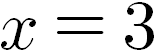 x = 3